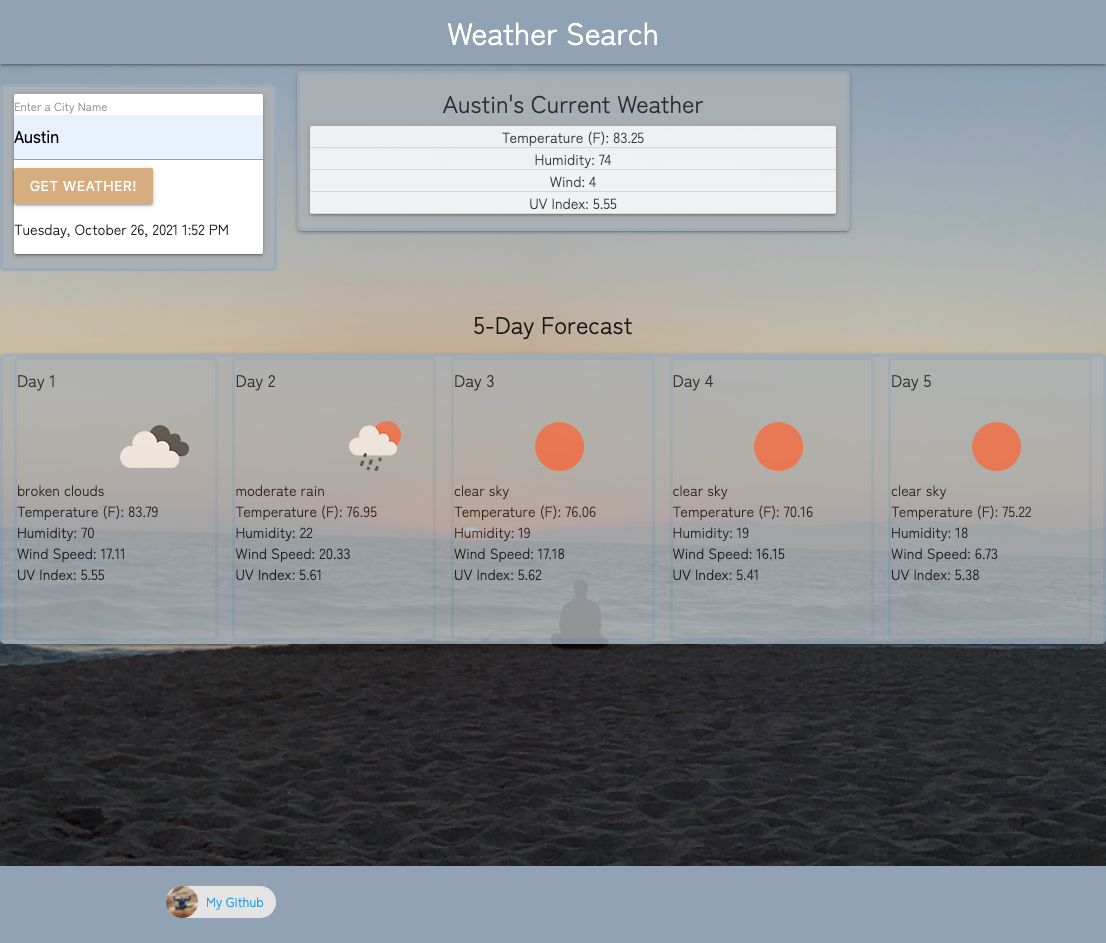 Weather Search
Enter a City Name
Austin
GET WEATHER!
Tuesday, October 26, 2021 1:52 PM
Austin's Current Weather
Temperature (F): 83.25
Humidity: 74
Wind: 4
UV Index: 5.55
5-Day Forecast
Day 1
broken clouds
Temperature (F): 83.79
Humidity: 70
Wind Speed: 17.11
UV Index: 5.55
Day 2
moderate rain
Temperature (F): 76.95
Humidity: 22
Wind Speed: 20.33
UV Index: 5.61
Day 3
clear sky
Temperature (F): 76.06
Humidity: 19
Wind Speed: 17.18
UV Index: 5.62
Day 4
clear sky
Temperature (F): 70.16
Humidity: 19
Wind Speed: 16.15
UV Index: 5.41
Day 5
clear sky
Temperature (F): 75.22
Humidity: 18
Wind Speed: 6.73
UV Index: 5.38
My Github